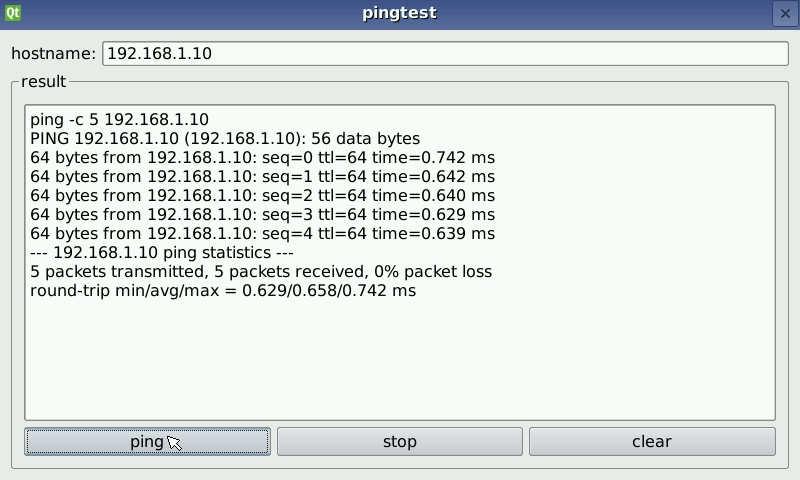 Qt pingtest
hostname: 192.168.1.10
result
ping -c 5 192.168.1.10
PING 192.168.1.10 (192.168.1.10): 56 data bytes
64 bytes from 192.168.1.10: seq=0 ttl=64 time=0.742 ms
64 bytes from 192.168.1.10: seq=1 ttl=64 time=0.642 ms
64 bytes from 192.168.1.10: seq=2 ttl=64 time=0.640 ms
64 bytes from 192.168.1.10: seq=3 ttl=64 time=0.629 ms
64 bytes from 192.168.1.10: seq=4 ttl=64 time=0.639 ms
--- 192.168.1.10 ping statistics ---
5 packets transmitted, 5 packets received, 0% packet loss
round-trip min/avg/max = 0.629/0.658/0.742 ms
ping stop clear